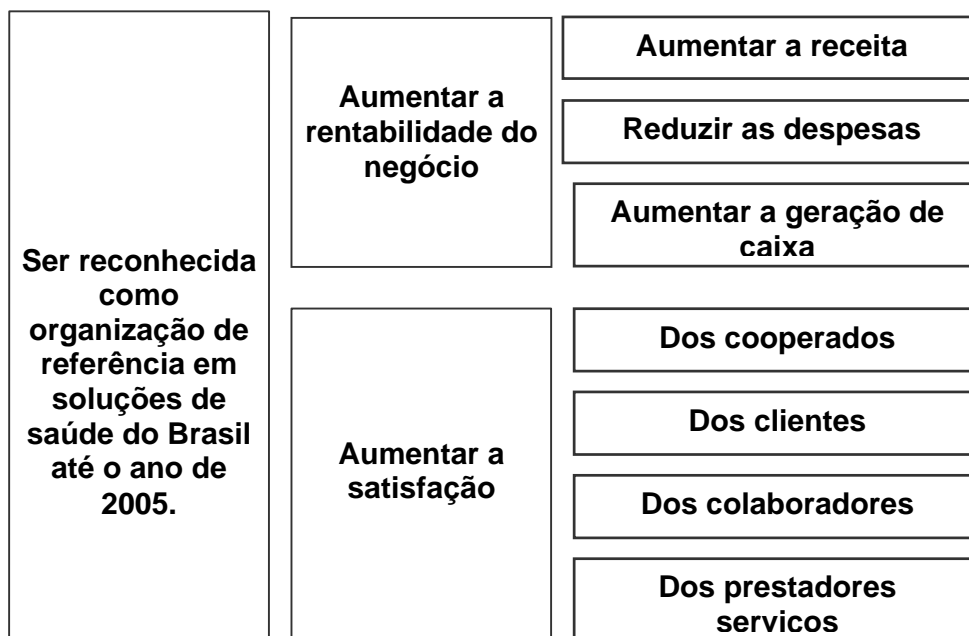 Ser reconhecida
como
organização de
referência em
soluções de
saúde do Brasil
até o ano de
2005.
Aumentar a
rentabilidade do
negócio
Aumentar a receita
Reduzir as despesas
Aumentar a geração de
caixa
Aumentar a
satisfação
Dos cooperados
Dos clientes
Dos colaboradores
Dos prestadores
serviços